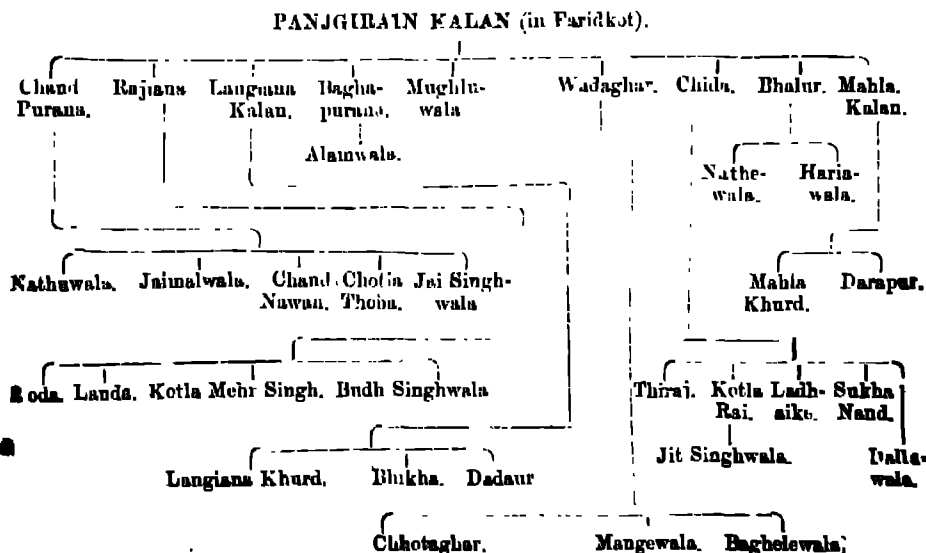 PANJGIRAIN KALAN (in Faridkot).
Chand Rajiana Langiana Bagha- Mughlu- Wadaghar. Chida. Bhalur. Mahla.
Purana. Kalan. purana. wala Kalan.
Alamwala.
Nathe- Haria-
wala. wala.
Nathuwala. Jaimalwala. Chand Chotia Jai Singh-
Nawan. Thoba. wala
Mahla Darapur.
Khurd.
Roda. Landa. Kotla Mehr Singh. Budh Singhwala
Thiraj. Kotla Ladh- Sukha
Rai. aike. Nand.
Jit Singhwala. Dalla-
wala.
Langiana Khurd. Bhikha. Dadaur
Chhotaghar. Mangewala. Baghelewala;